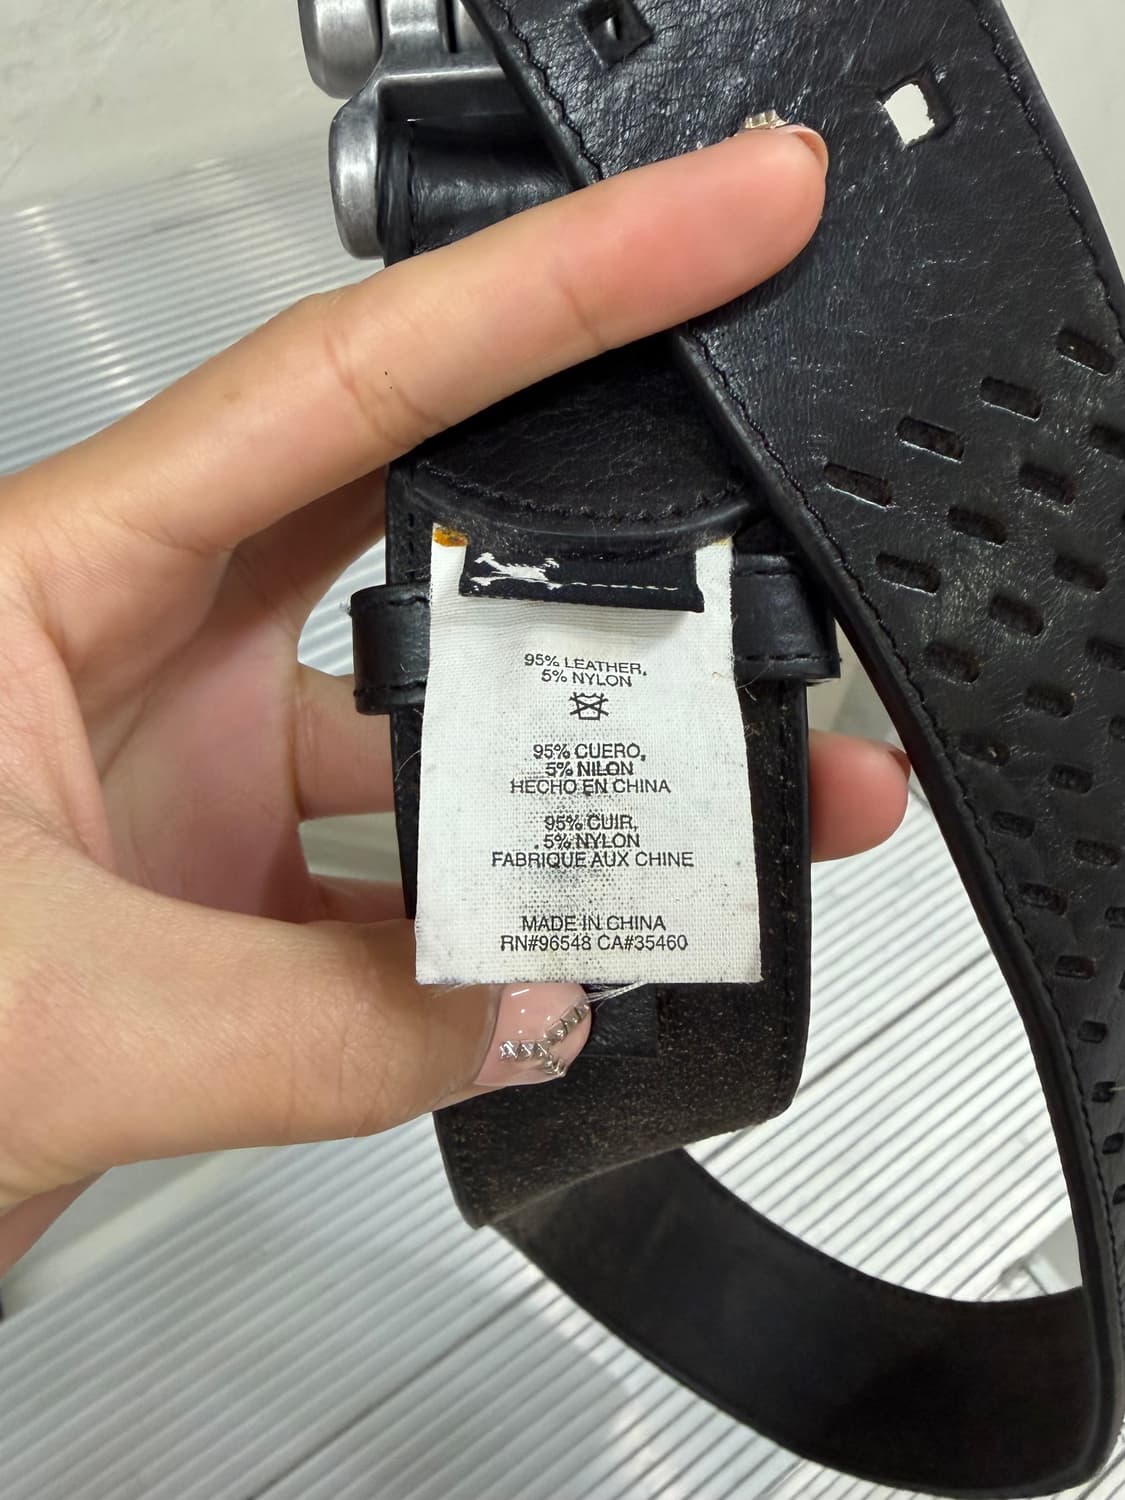 95% LEATHER,
5% NYLON
95% CUERO,
5% NILON
HECHO EN CHINA
95% CUIR,
5% NYLON
FABRIQUE AUX CHINE
MADE IN CHINA
RN#96548 CA#35460